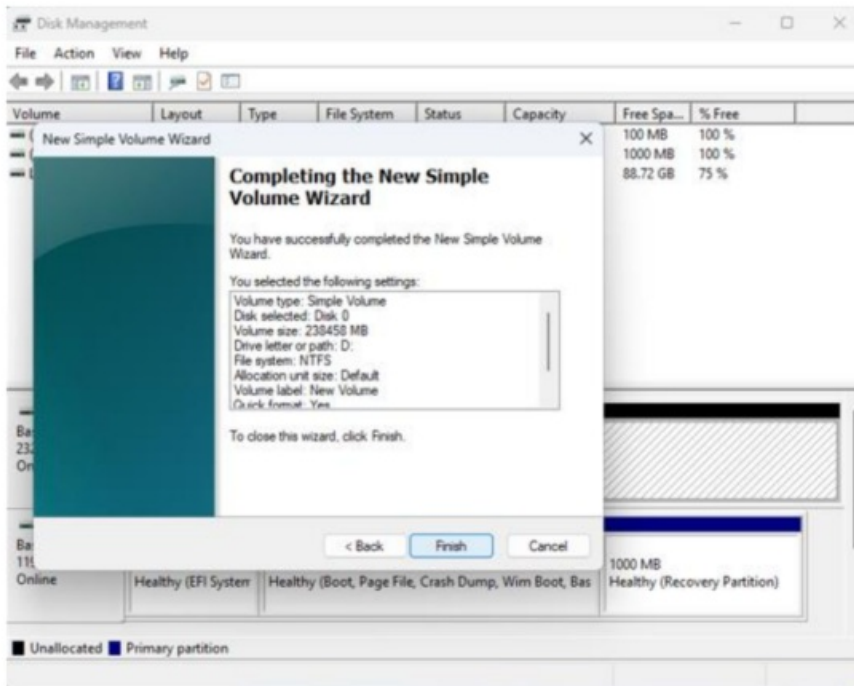 Disk Management
File Action View Help
Volume Layout Type File System Status Capacity Free Spa... % Free
100 MB 100 %
1000 MB 100 %
88.72 GB 75 %
New Simple Volume Wizard
Completing the New Simple
Volume Wizard
You have successfully completed the New Simple Volume
Wizard.
You selected the following settings:
Volume type: Simple Volume
Disk selected: Disk 0
Volume size: 238458 MB
Drive letter or path: D:
File system: NTFS
Allocation unit size: Default
Volume label: New Volume
Quick format: Yes
To close this wizard, click Finish.
< Back Finish Cancel
Online
Healthy (EFI System
Healthy (Boot, Page File, Crash Dump, Wim Boot, Bas
1000 MB
Healthy (Recovery Partition)
Unallocated Primary partition